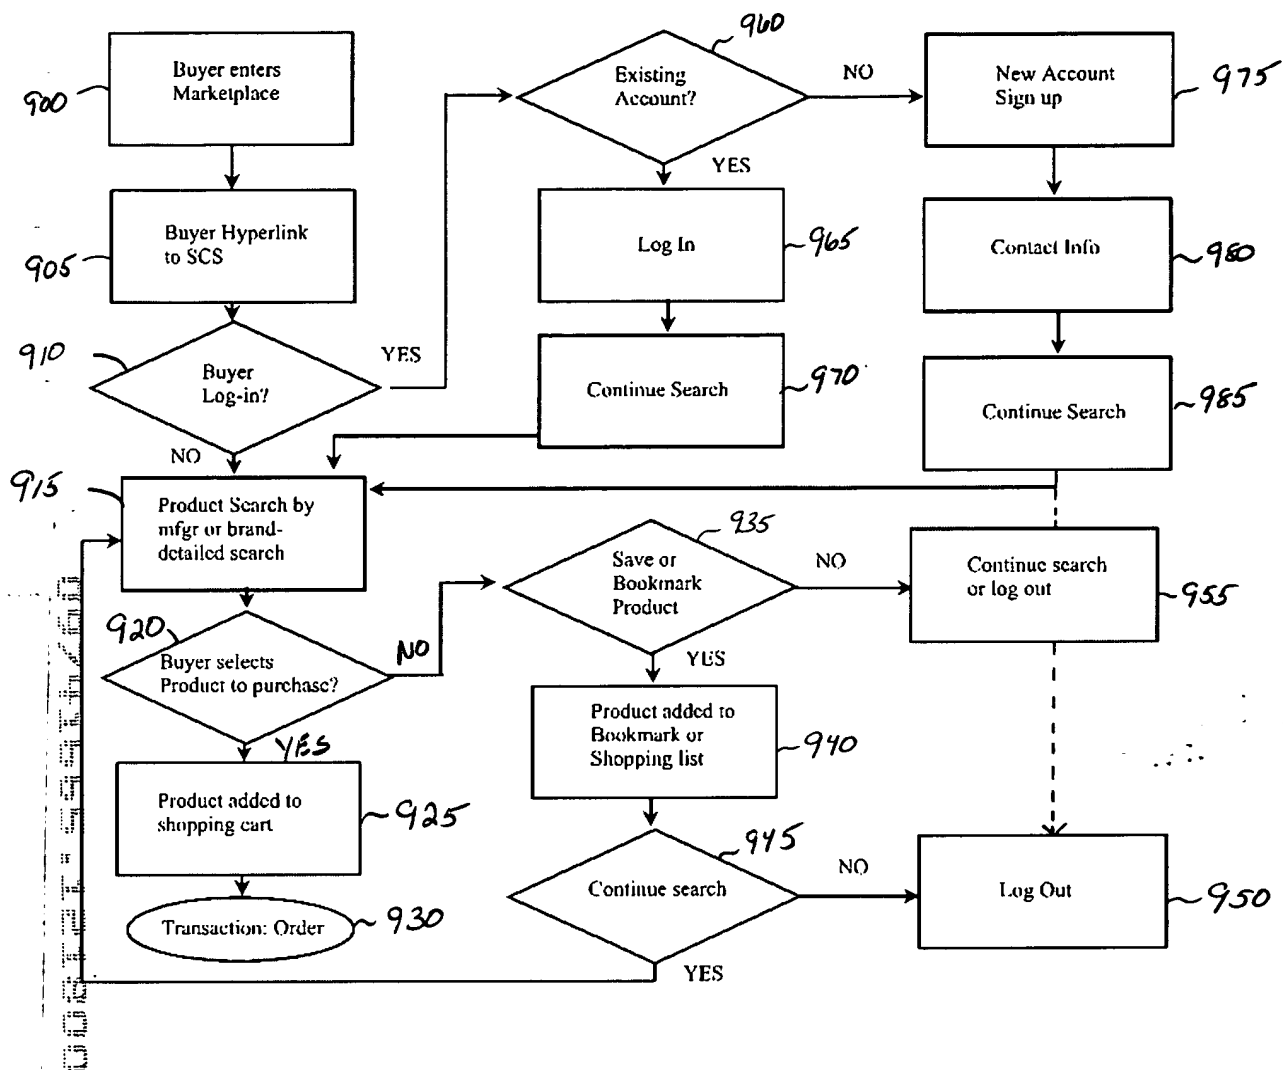 960
Buyer enters
Marketplace
900
Existing
Account?
NO
New Account
Sign up
975
YES
Buyer Hyperlink
to SCS
905
Log In
965
Contact Info
980
910
Buyer
Log-in?
YES
Continue Search
970
Continue Search
985
NO
915
Product Search by
mfgr or brand-
detailed search
935
Save or
Bookmark
Product
NO
Continue search
or log out
955
920
Buyer selects
Product to purchase?
NO
YES
YES
Product added to
Bookmark or
Shopping list
940
Product added to
shopping cart
925
945
Continue search
NO
Log Out
950
Transaction: Order
930
YES